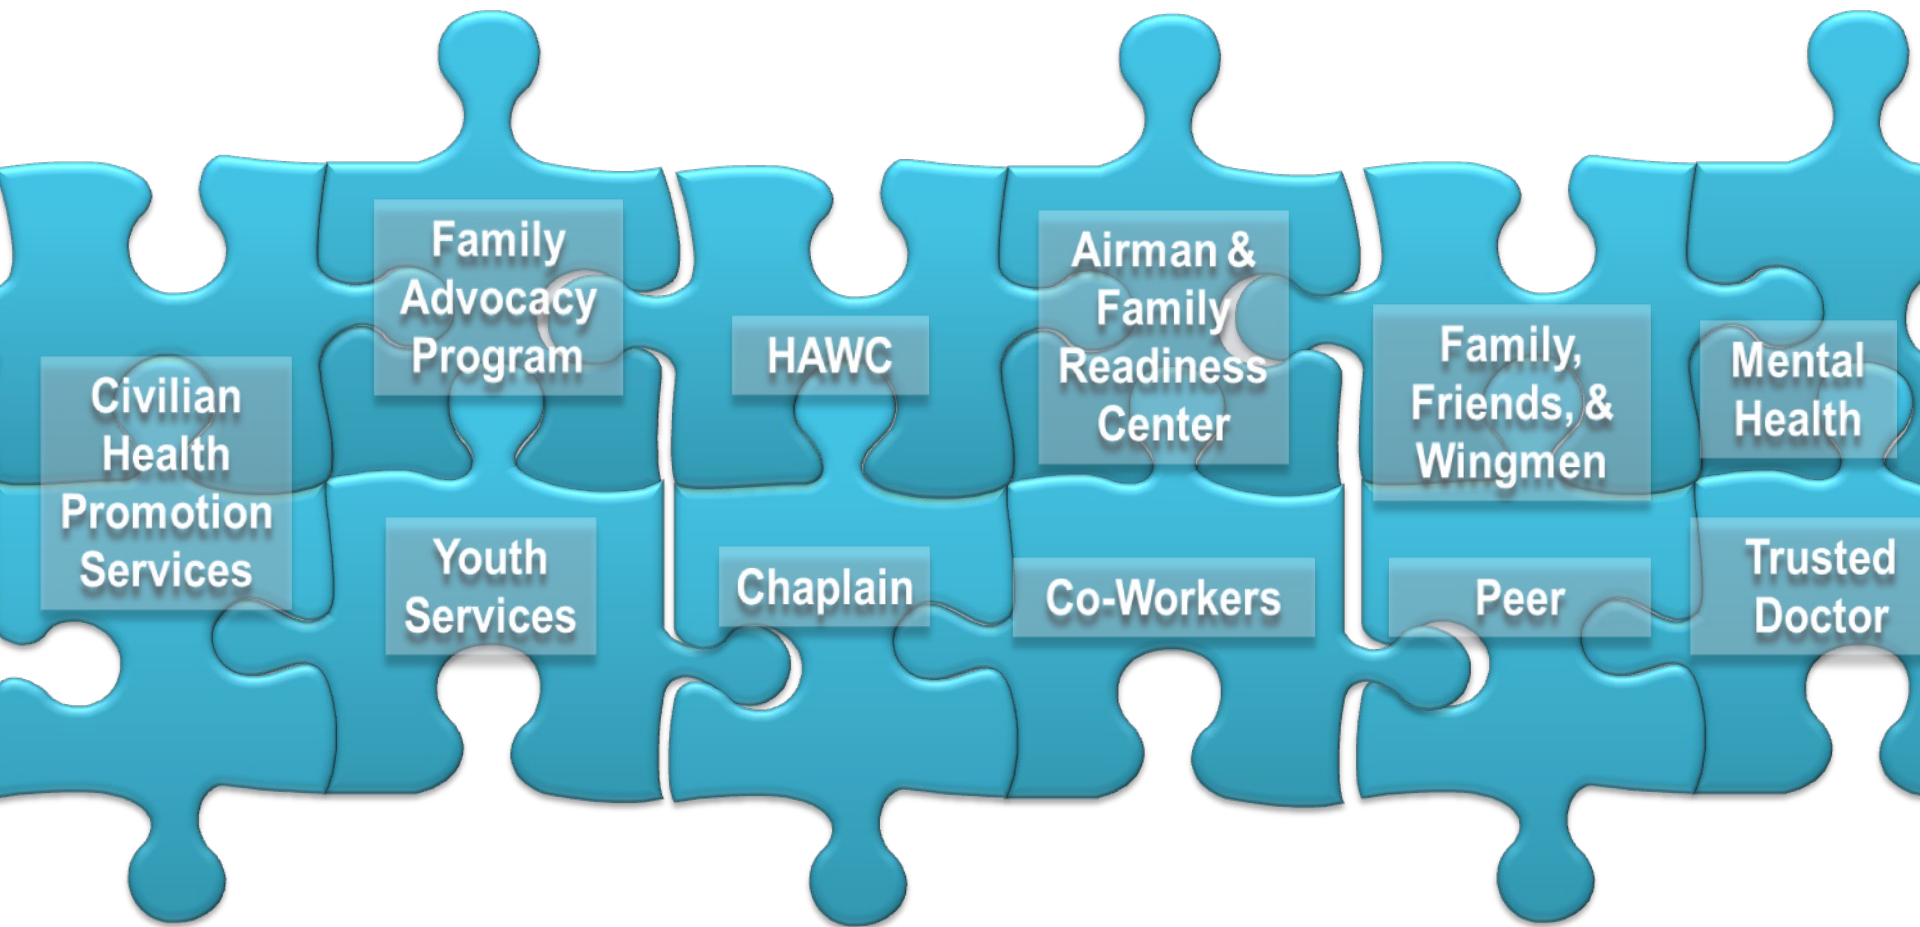 Civilian
Health
Promotion
Services
Family
Advocacy
Program
Youth
Services
HAWC
Chaplain
Airman &
Family
Readiness
Center
Co-Workers
Family,
Friends, &
Wingmen
Peer
Mental
Health
Trusted
Doctor